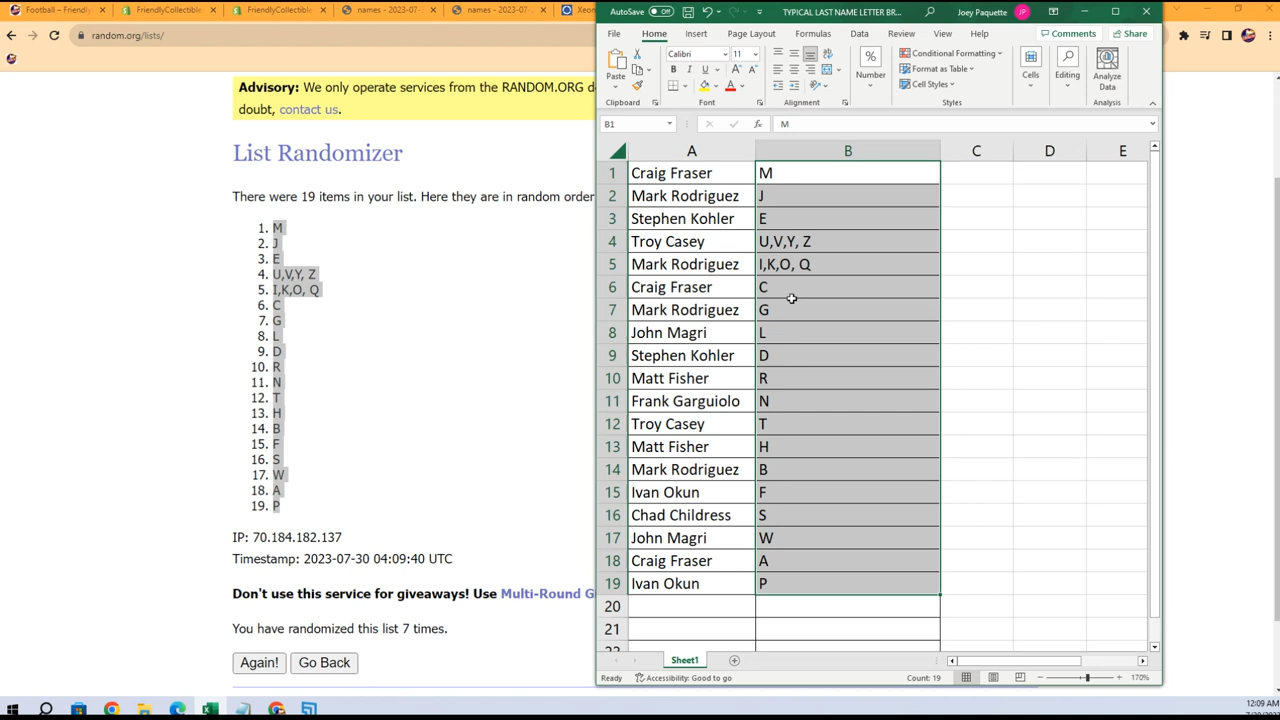 Football – FriendlyCollectible
FriendlyCollectible
FriendlyCollectible
names - 2023-07-
names - 2023-07-
Xeon
random.org/lists/
Advisory: We only operate services from the RANDOM.ORG do
doubt, contact us.
List Randomizer
There were 19 items in your list. Here they are in random order
1. M
2. J
3. E
4. U,V,Y, Z
5. I,K,O, Q
6. C
7. G
8. L
9. D
10. R
11. N
12. T
13. H
14. B
15. F
16. S
17. W
18. A
19. P
IP: 70.184.182.137
Timestamp: 2023-07-30 04:09:40 UTC
Don't use this service for giveaways! Use Multi-Round G
You have randomized this list 7 times.
Again! Go Back
AutoSave Off TYPICAL LAST NAME LETTER BR... Joey Paquette JP
File Home Insert Page Layout Formulas Data Review View Help Comments Share
Paste Calibri 11 Number Conditional Formatting Format as Table Cell Styles Cells Editing Analyze Data
Clipboard Font Alignment Styles Analysis
B1 fx M
A B C D E
1 Craig Fraser M
2 Mark Rodriguez J
3 Stephen Kohler E
4 Troy Casey U,V,Y, Z
5 Mark Rodriguez I,K,O, Q
6 Craig Fraser C
7 Mark Rodriguez G
8 John Magri L
9 Stephen Kohler D
10 Matt Fisher R
11 Frank Garguiolo N
12 Troy Casey T
13 Matt Fisher H
14 Mark Rodriguez B
15 Ivan Okun F
16 Chad Childress S
17 John Magri W
18 Craig Fraser A
19 Ivan Okun P
20
21
22
Sheet1
Ready Accessibility: Good to go Count: 19 170%
12:09 AM